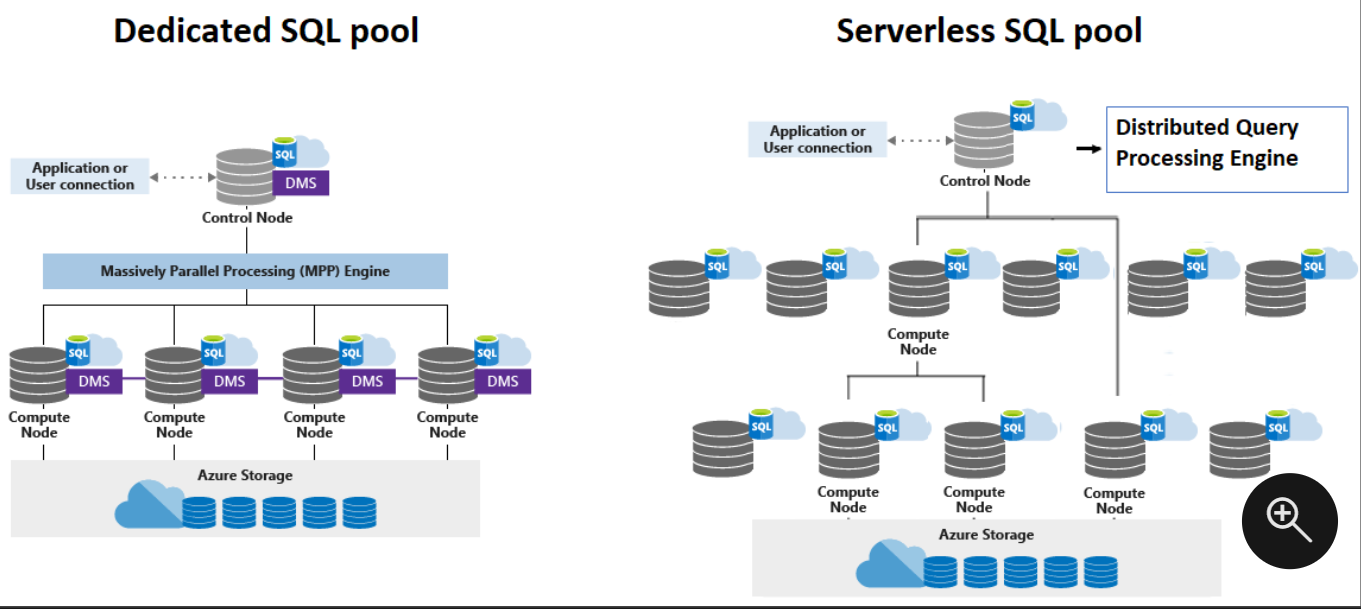 Dedicated SQL pool
SQL
Application or
User connection
DMS
Control Node
Massively Parallel Processing (MPP) Engine
SQL
SQL
SQL
SQL
DMS
DMS
DMS
DMS
Compute
Node
Compute
Node
Compute
Node
Compute
Node
Azure Storage
Serverless SQL pool
SQL
Application or
User connection
Control Node
Distributed Query
Processing Engine
SQL
SQL
SQL
SQL
SQL
SQL
Compute
Node
SQL
SQL
SQL
SQL
SQL
Compute
Node
Compute
Node
Compute
Node
Azure Storage